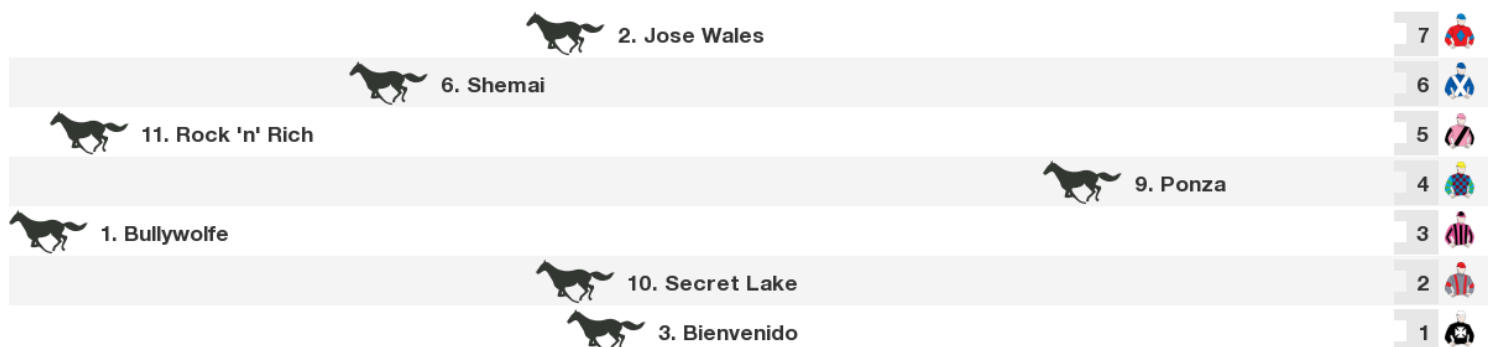 2. Jose Wales 7
6. Shemai 6
11. Rock 'n' Rich 5
9. Ponza 4
1. Bullywolfe 3
10. Secret Lake 2
3. Bienvenido 1